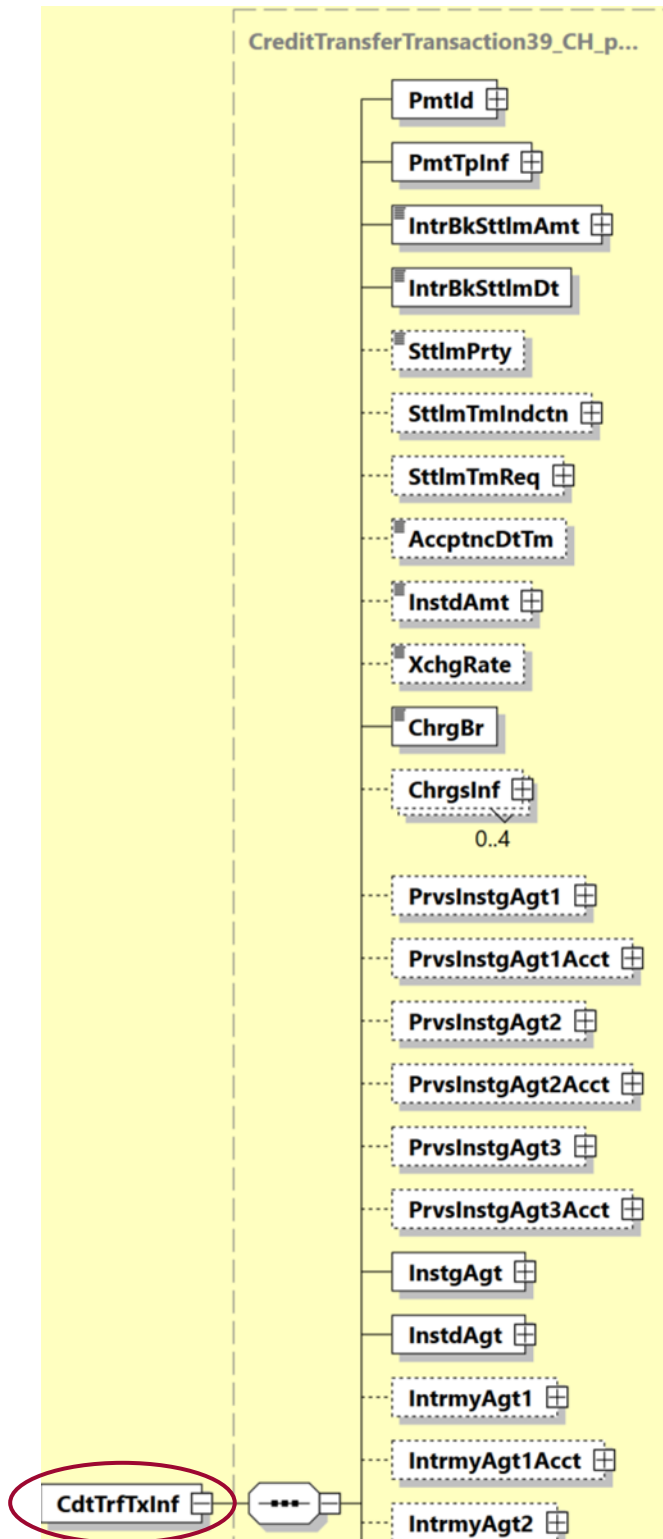 CreditTransferTransaction39_CH_p...
PmtId
PmtTpInf
IntrBkSttlmAmt
IntrBkSttlmDt
SttlmPrty
SttlmTmIndctn
SttlmTmReq
AccptncDtTm
InstdAmt
XchgRate
ChrgBr
ChrgsInf
0..4
PrvsInstgAgt1
PrvsInstgAgt1Acct
PrvsInstgAgt2
PrvsInstgAgt2Acct
PrvsInstgAgt3
PrvsInstgAgt3Acct
InstgAgt
InstdAgt
IntrmyAgt1
IntrmyAgt1Acct
CdtTrfTxInf
IntrmyAgt2